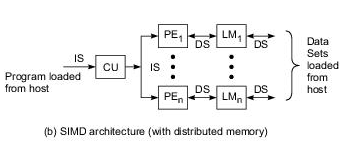 PE1
LM1
DS
DS
Data
Sets
loaded
from
host
IS
CU
IS
Program loaded
from host
DS
DS
PEn
LMn
(b) SIMD architecture (with distributed memory)